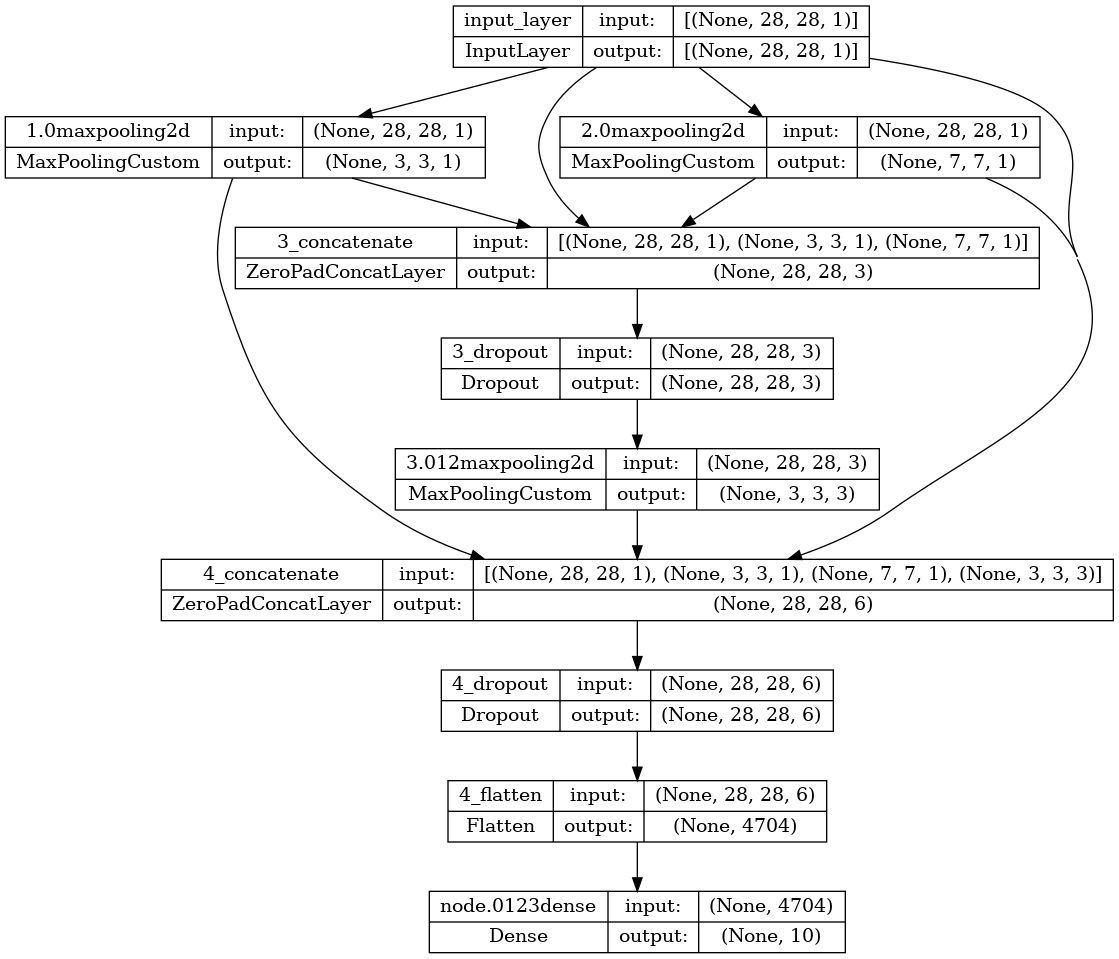 input_layer input: [(None, 28, 28, 1)]
InputLayer output: [(None, 28, 28, 1)]
1.0maxpooling2d input: (None, 28, 28, 1)
MaxPoolingCustom output: (None, 3, 3, 1)
2.0maxpooling2d input: (None, 28, 28, 1)
MaxPoolingCustom output: (None, 7, 7, 1)
3_concatenate input: [(None, 28, 28, 1), (None, 3, 3, 1), (None, 7, 7, 1)]
ZeroPadConcatLayer output: (None, 28, 28, 3)
3_dropout input: (None, 28, 28, 3)
Dropout output: (None, 28, 28, 3)
3.012maxpooling2d input: (None, 28, 28, 3)
MaxPoolingCustom output: (None, 3, 3, 3)
4_concatenate input: [(None, 28, 28, 1), (None, 3, 3, 1), (None, 7, 7, 1), (None, 3, 3, 3)]
ZeroPadConcatLayer output: (None, 28, 28, 6)
4_dropout input: (None, 28, 28, 6)
Dropout output: (None, 28, 28, 6)
4_flatten input: (None, 28, 28, 6)
Flatten output: (None, 4704)
node.0123dense input: (None, 4704)
Dense output: (None, 10)